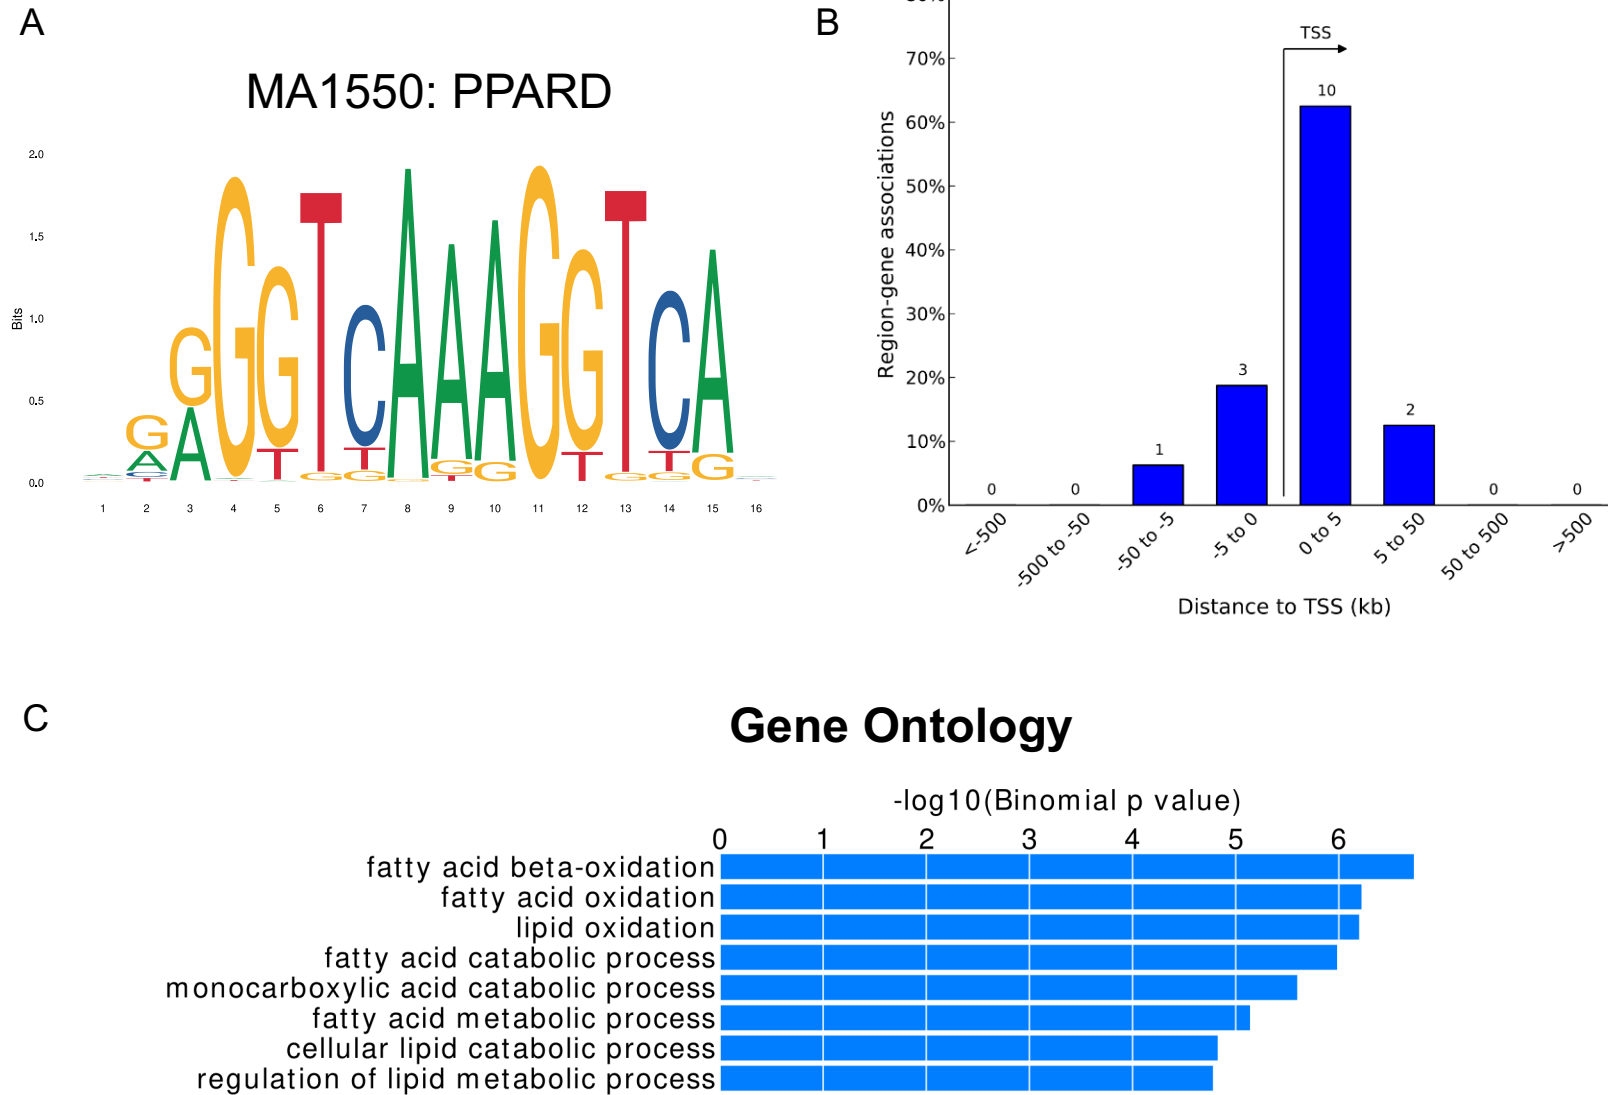 A
MA1550: PPARD
2.0
1.5
1.0
0.5
0.0
Bits
1 2 3 4 5 6 7 8 9 10 11 12 13 14 15 16
B
TSS
70%
60%
50%
40%
30%
20%
10%
0%
Region-gene associations
0 0 1 3 10 2 0 0
<-500 -500 to -50 -50 to -5 -5 to 0 0 to 5 5 to 50 50 to 500 >500
Distance to TSS (kb)
C
Gene Ontology
-log10(Binomial p value)
0 1 2 3 4 5 6
fatty acid beta-oxidation
fatty acid oxidation
lipid oxidation
fatty acid catabolic process
monocarboxylic acid catabolic process
fatty acid metabolic process
cellular lipid catabolic process
regulation of lipid metabolic process